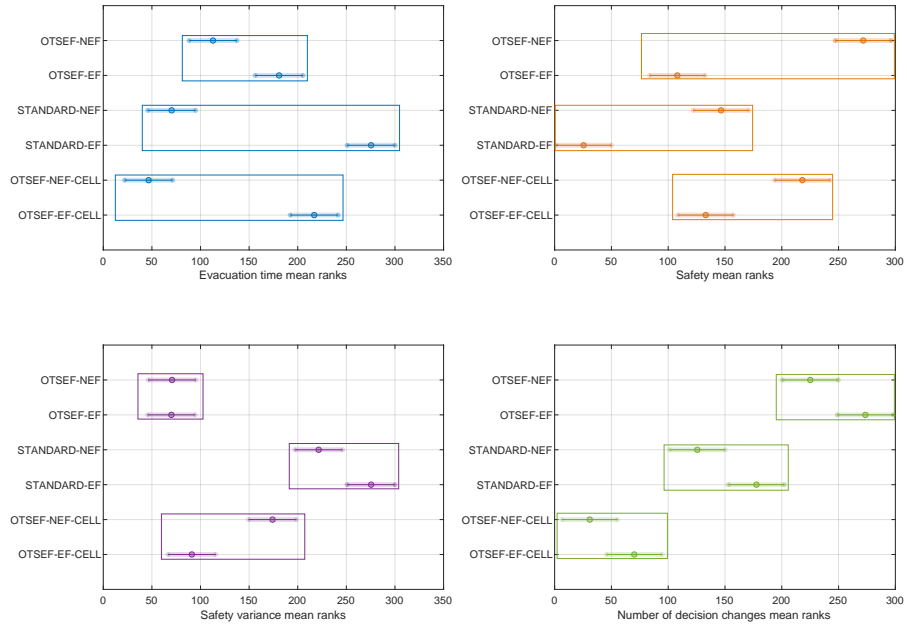 OTSEF-NEF
OTSEF-EF
STANDARD-NEF
STANDARD-EF
OTSEF-NEF-CELL
OTSEF-EF-CELL
0 50 100 150 200 250 300 350
Evacuation time mean ranks
OTSEF-NEF
OTSEF-EF
STANDARD-NEF
STANDARD-EF
OTSEF-NEF-CELL
OTSEF-EF-CELL
0 50 100 150 200 250 300
Safety mean ranks
OTSEF-NEF
OTSEF-EF
STANDARD-NEF
STANDARD-EF
OTSEF-NEF-CELL
OTSEF-EF-CELL
0 50 100 150 200 250 300 350
Safety variance mean ranks
OTSEF-NEF
OTSEF-EF
STANDARD-NEF
STANDARD-EF
OTSEF-NEF-CELL
OTSEF-EF-CELL
0 50 100 150 200 250 300
Number of decision changes mean ranks